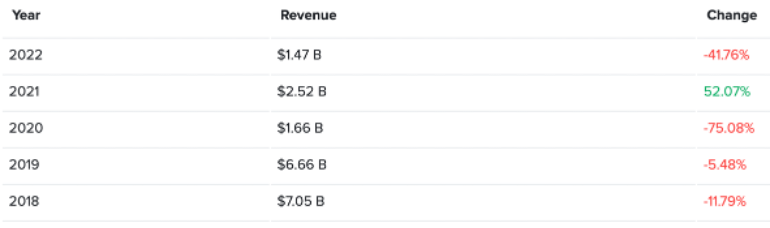 Year Revenue Change
2022 $1.47 B -41.76%
2021 $2.52 B 52.07%
2020 $1.66 B -75.08%
2019 $6.66 B -5.48%
2018 $7.05 B -11.79%